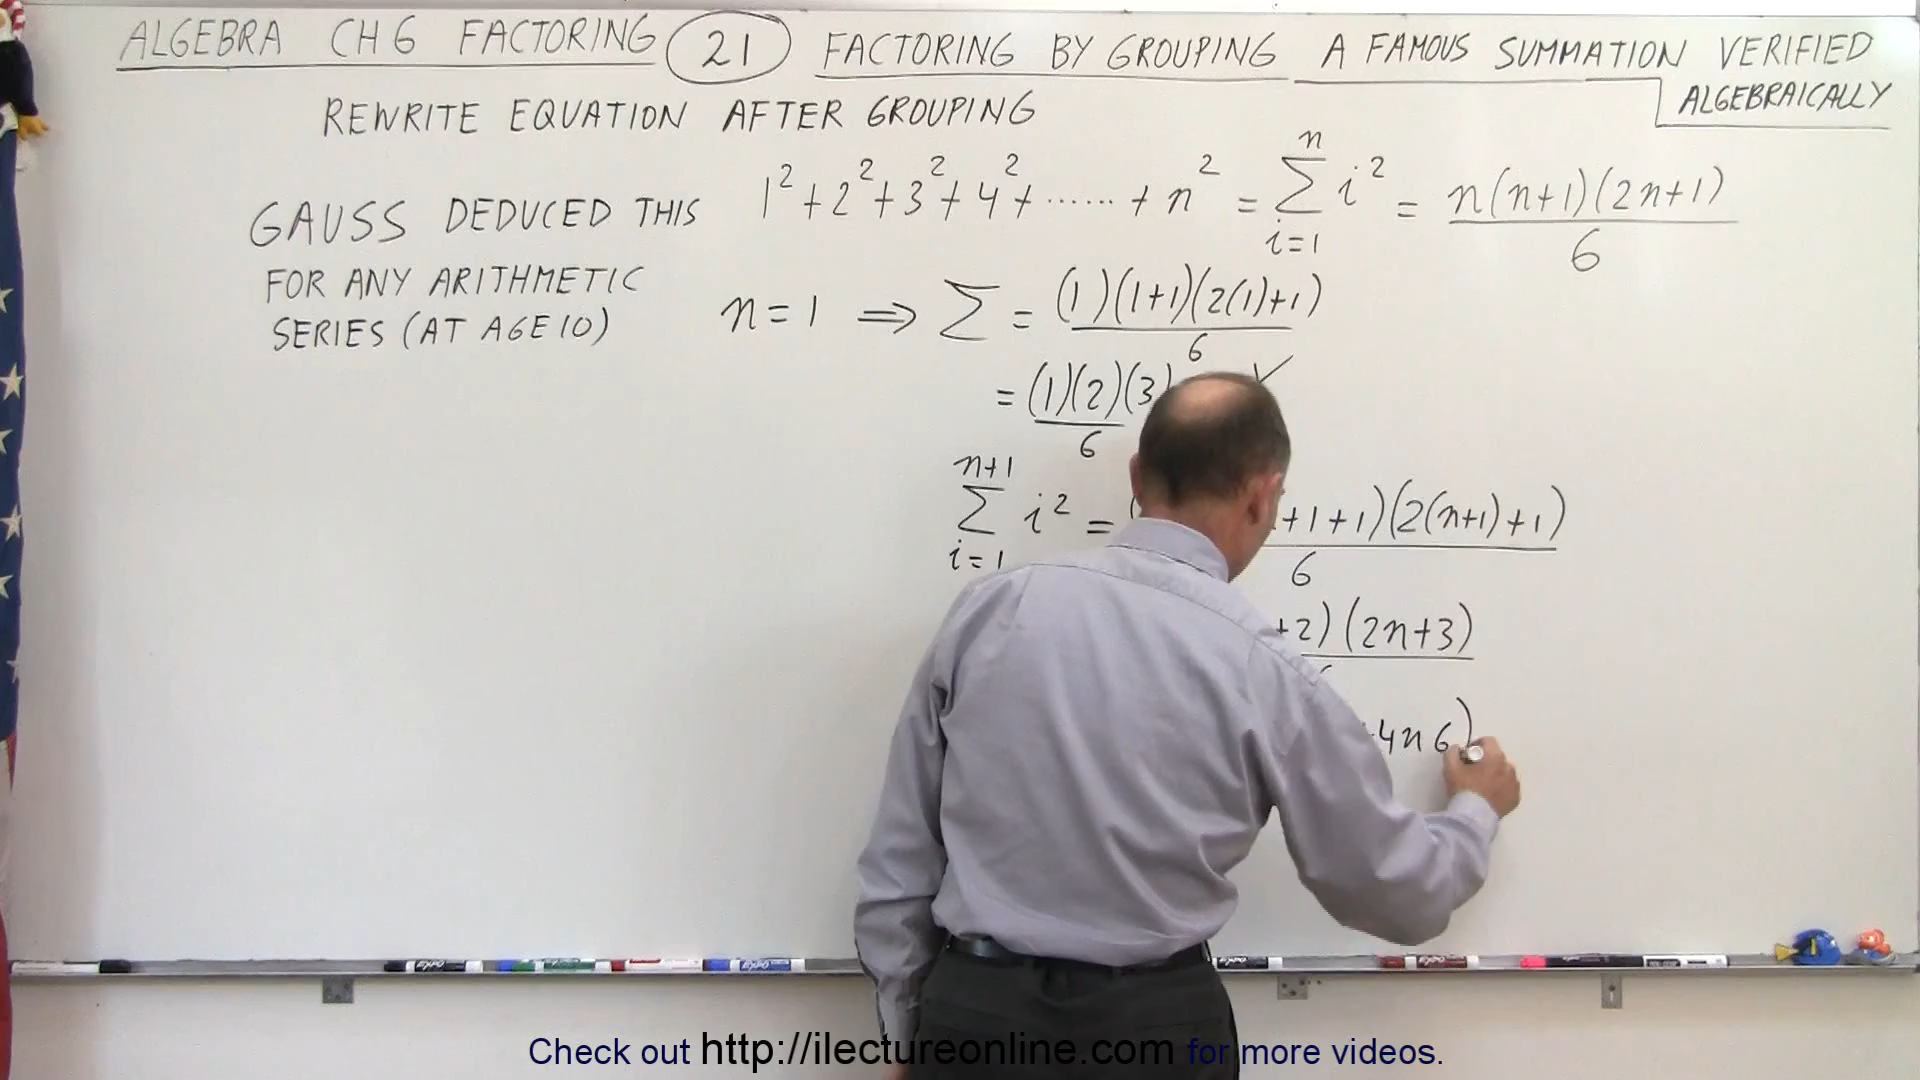 ALGEBRA CH 6 FACTORING 21 FACTORING BY GROUPING A FAMOUS SUMMATION VERIFIED
ALGEBRAICALLY
REWRITE EQUATION AFTER GROUPING
GAUSS DEDUCED THIS
FOR ANY ARITHMETIC
SERIES (AT AGE 10)
1² + 2² + 3² + 4² + ...... + n² = Σ i² = n(n+1)(2n+1)
n
i=1
6
n = 1 ⇒ Σ = (1)(1+1)(2(1)+1)
6
= (1)(2)(3) ✓
6
n+1
Σ i² = +1+1)(2(n+1)+1)
i=1
6
+2)(2n+3)
4n 6)
Check out http://ilectureonline.com for more videos.